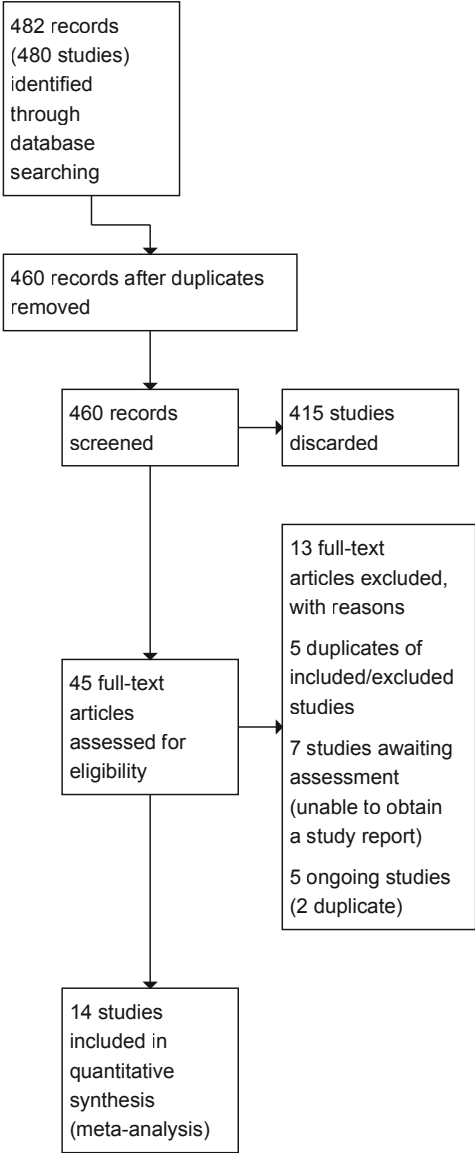 482 records
(480 studies)
identified
through
database
searching
460 records after duplicates
removed
460 records
screened
415 studies
discarded
45 full-text
articles
assessed for
eligibility
13 full-text
articles excluded,
with reasons
5 duplicates of
included/excluded
studies
7 studies awaiting
assessment
(unable to obtain
a study report)
5 ongoing studies
(2 duplicate)
14 studies
included in
quantitative
synthesis
(meta-analysis)